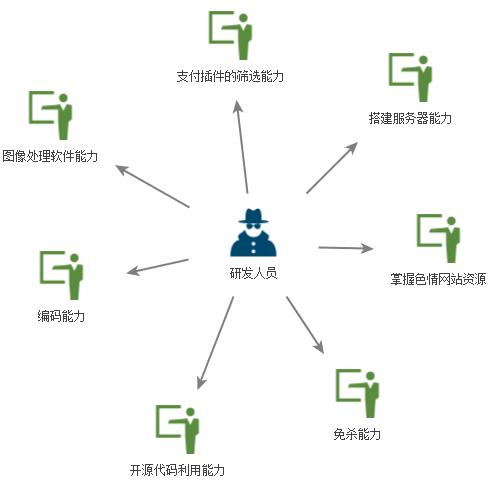 支付插件的筛选能力
搭建服务器能力
图像处理软件能力
研发人员
掌握色情网站资源
编码能力
免杀能力
开源代码利用能力